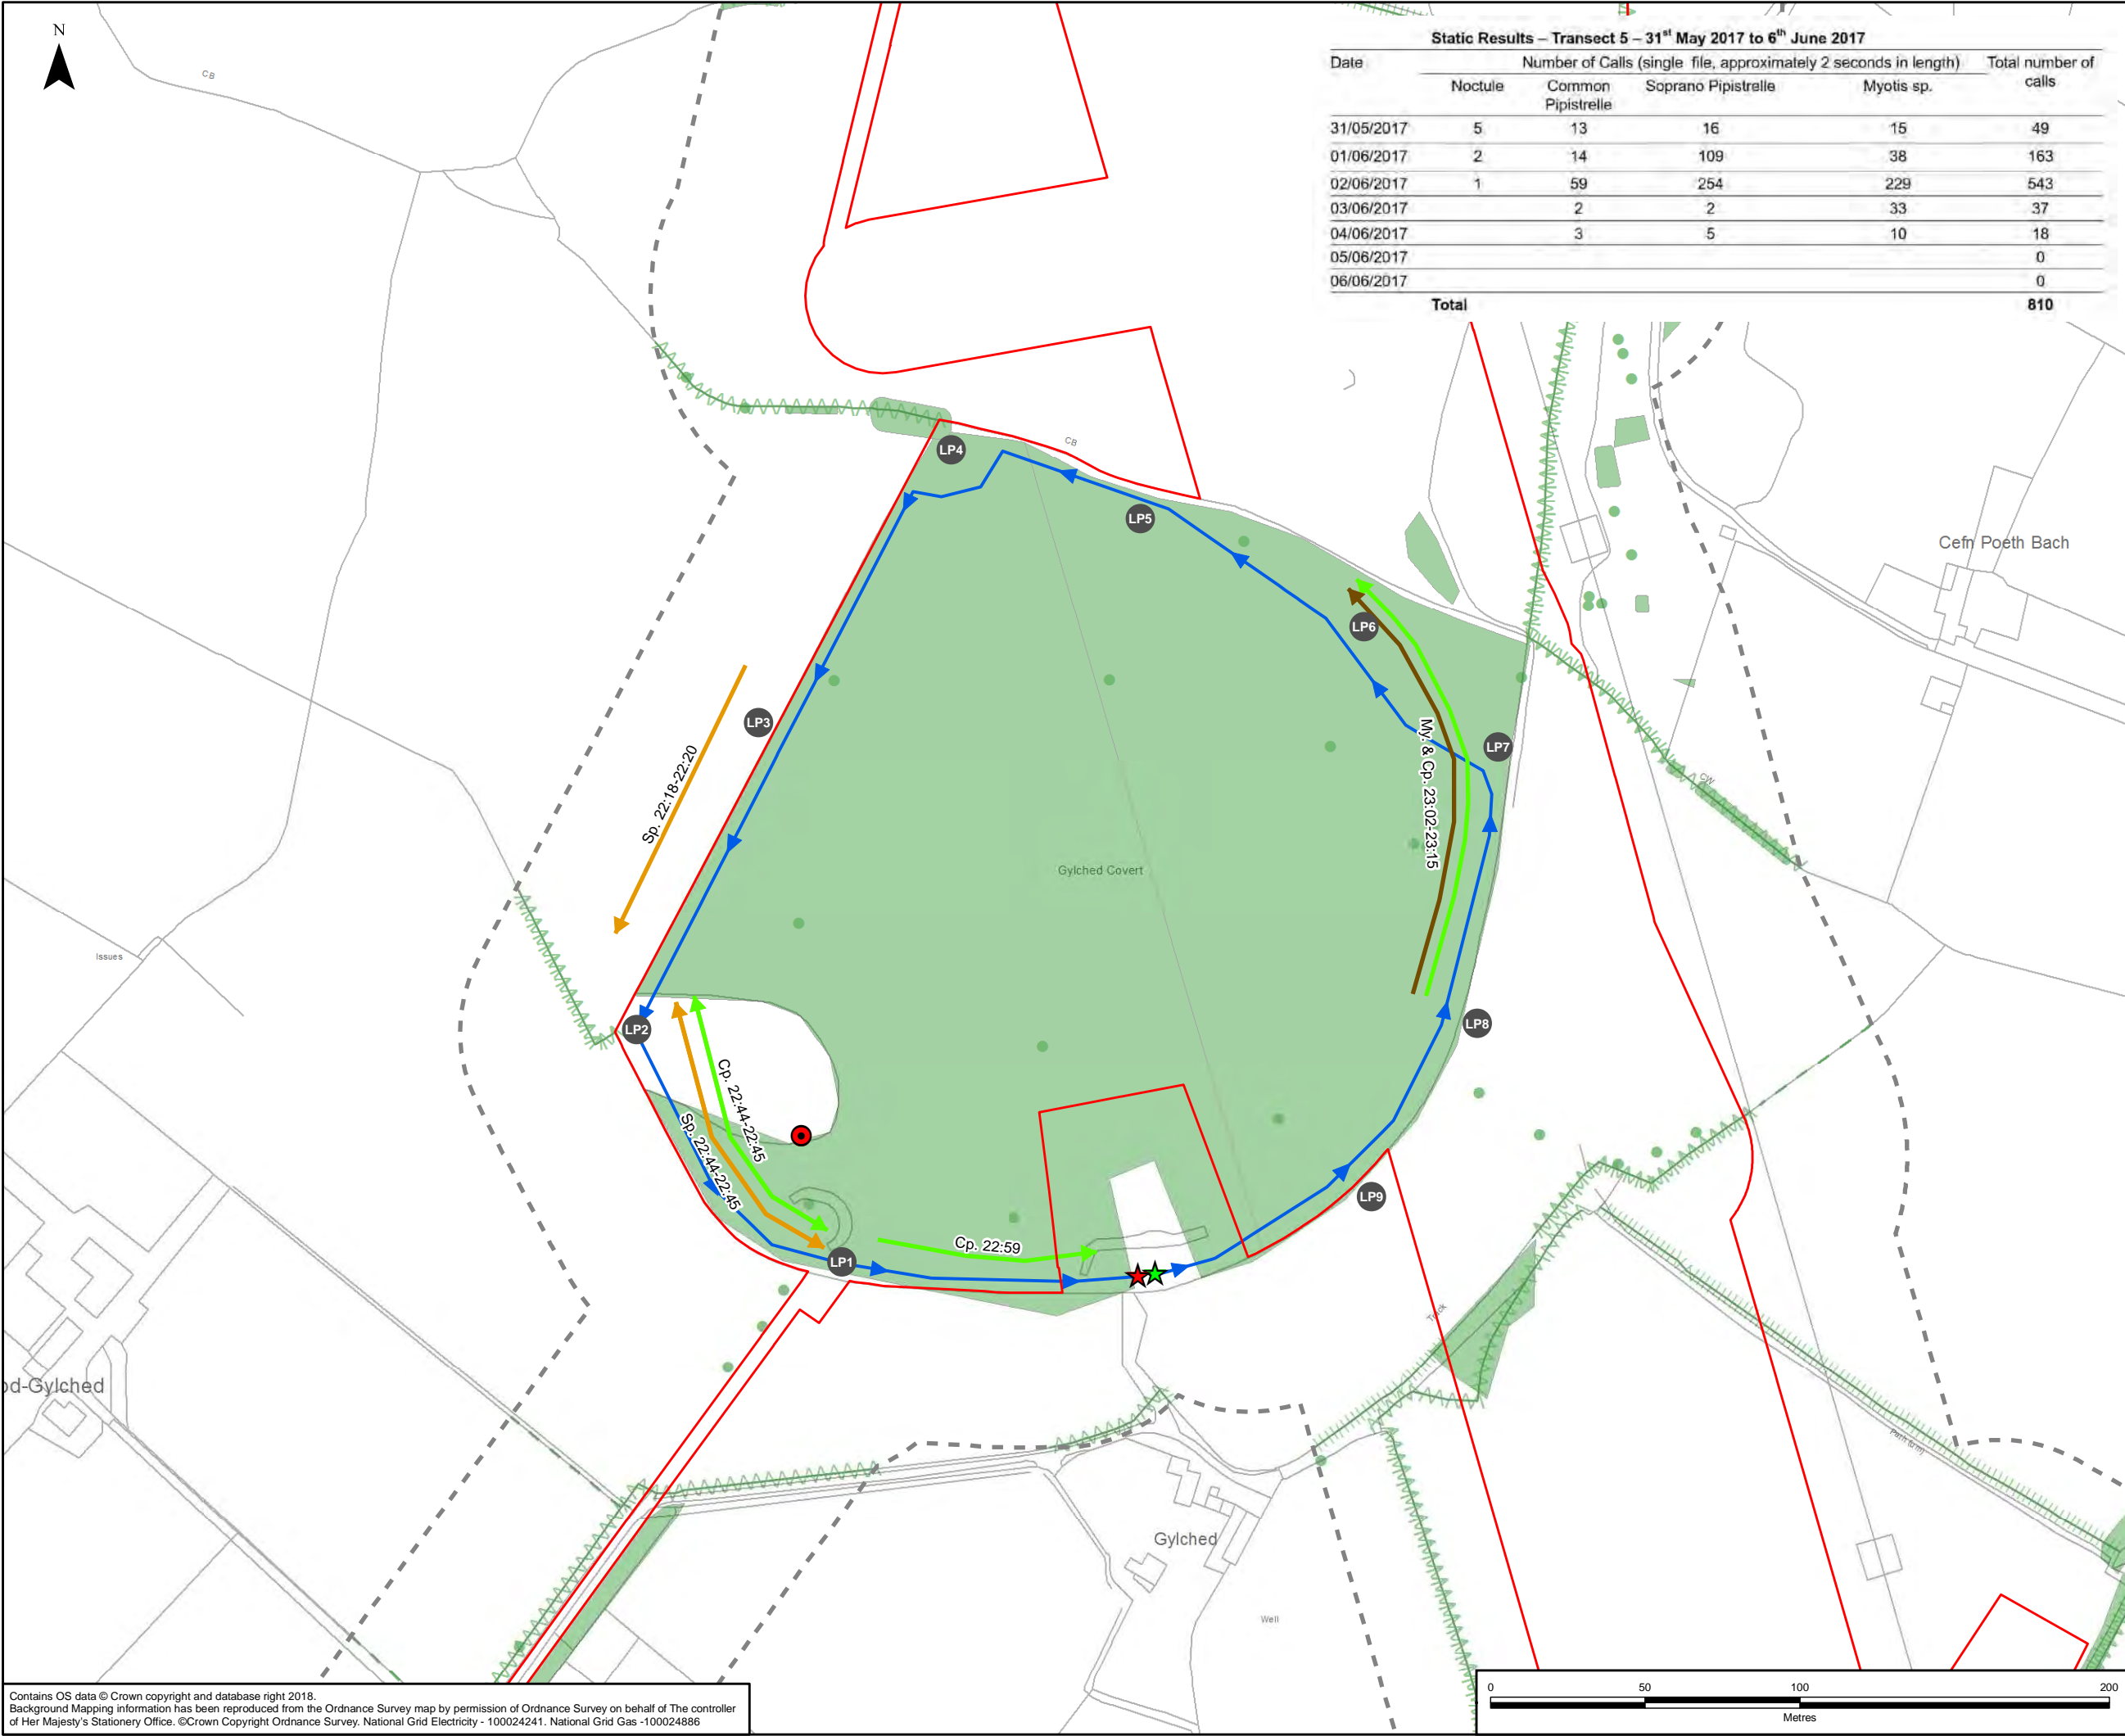 N
CB
Static Results – Transect 5 – 31st May 2017 to 6th June 2017
Date Number of Calls (single file, approximately 2 seconds in length) Total number of calls
Noctule Common Pipistrelle Soprano Pipistrelle Myotis sp.
31/05/2017 5 13 16 15 49
01/06/2017 2 14 109 38 163
02/06/2017 1 59 254 229 543
03/06/2017 2 2 33 37
04/06/2017 3 5 10 18
05/06/2017 0
06/06/2017 0
Total 810
CB
LP4
LP5
Cefn Poeth Bach
LP6
LP3
LP7
Sp. 22:18-22:20
My. & Cp. 23:02-23:15
CW
Gylched Covert
Issues
LP2
LP8
Cp. 22:44-22:45
Sp. 22:44-22:45
LP9
Cp. 22:59
LP1
Track
od-Gylched
Path (um)
Gylched
Well
Contains OS data © Crown copyright and database right 2018.
Background Mapping information has been reproduced from the Ordnance Survey map by permission of Ordnance Survey on behalf of The controller
of Her Majesty's Stationery Office. ©Crown Copyright Ordnance Survey. National Grid Electricity - 100024241. National Grid Gas -100024886
0 50 100 200
Metres